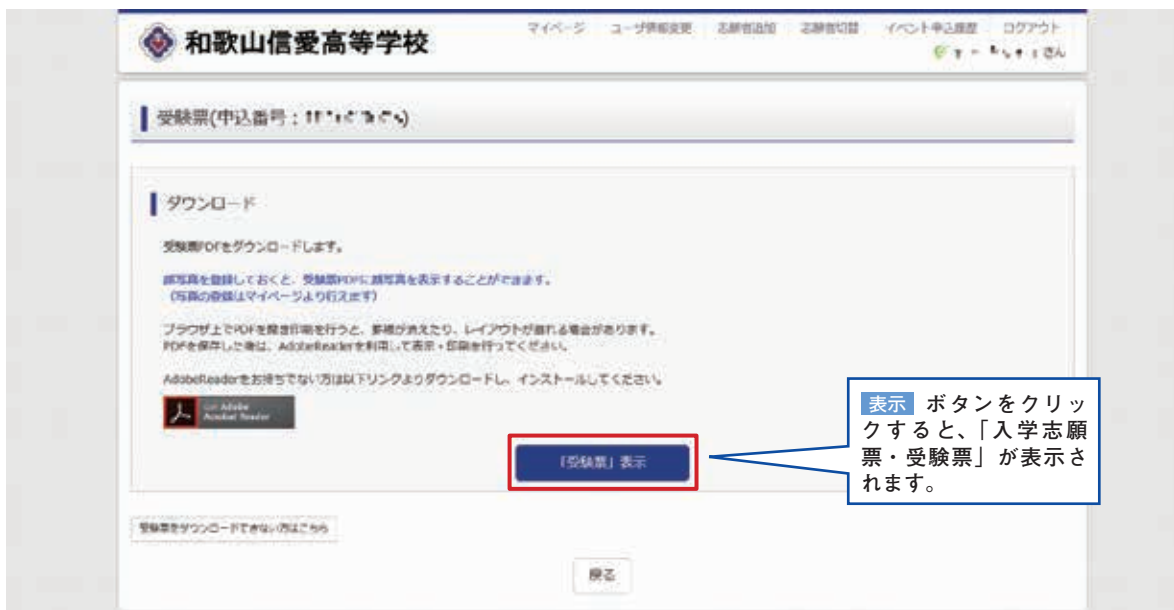 和歌山信愛高等学校
マイページ ユーザ情報変更 志願者追加 志願者切替 イベント申込履歴 ログアウト
さん
受験票(申込番号：
ダウンロード
受験票PDFをダウンロードします。
顔写真を登録しておくと、受験票PDFに顔写真を表示することができます。
（写真の登録はマイページより行えます）
ブラウザ上でPDFを開き印刷を行うと、罫線が消えたり、レイアウトが崩れる場合があります。
PDFを保存した後は、AdobeReaderを利用して表示・印刷を行ってください。
AdobeReaderをお持ちでない方は以下リンクよりダウンロードし、インストールしてください。
Get Adobe
Acrobat Reader
「受験票」表示
表示 ボタンをクリッ
クすると、「入学志願
票・受験票」が表示さ
れます。
受験票をダウンロードできない方はこちら
戻る